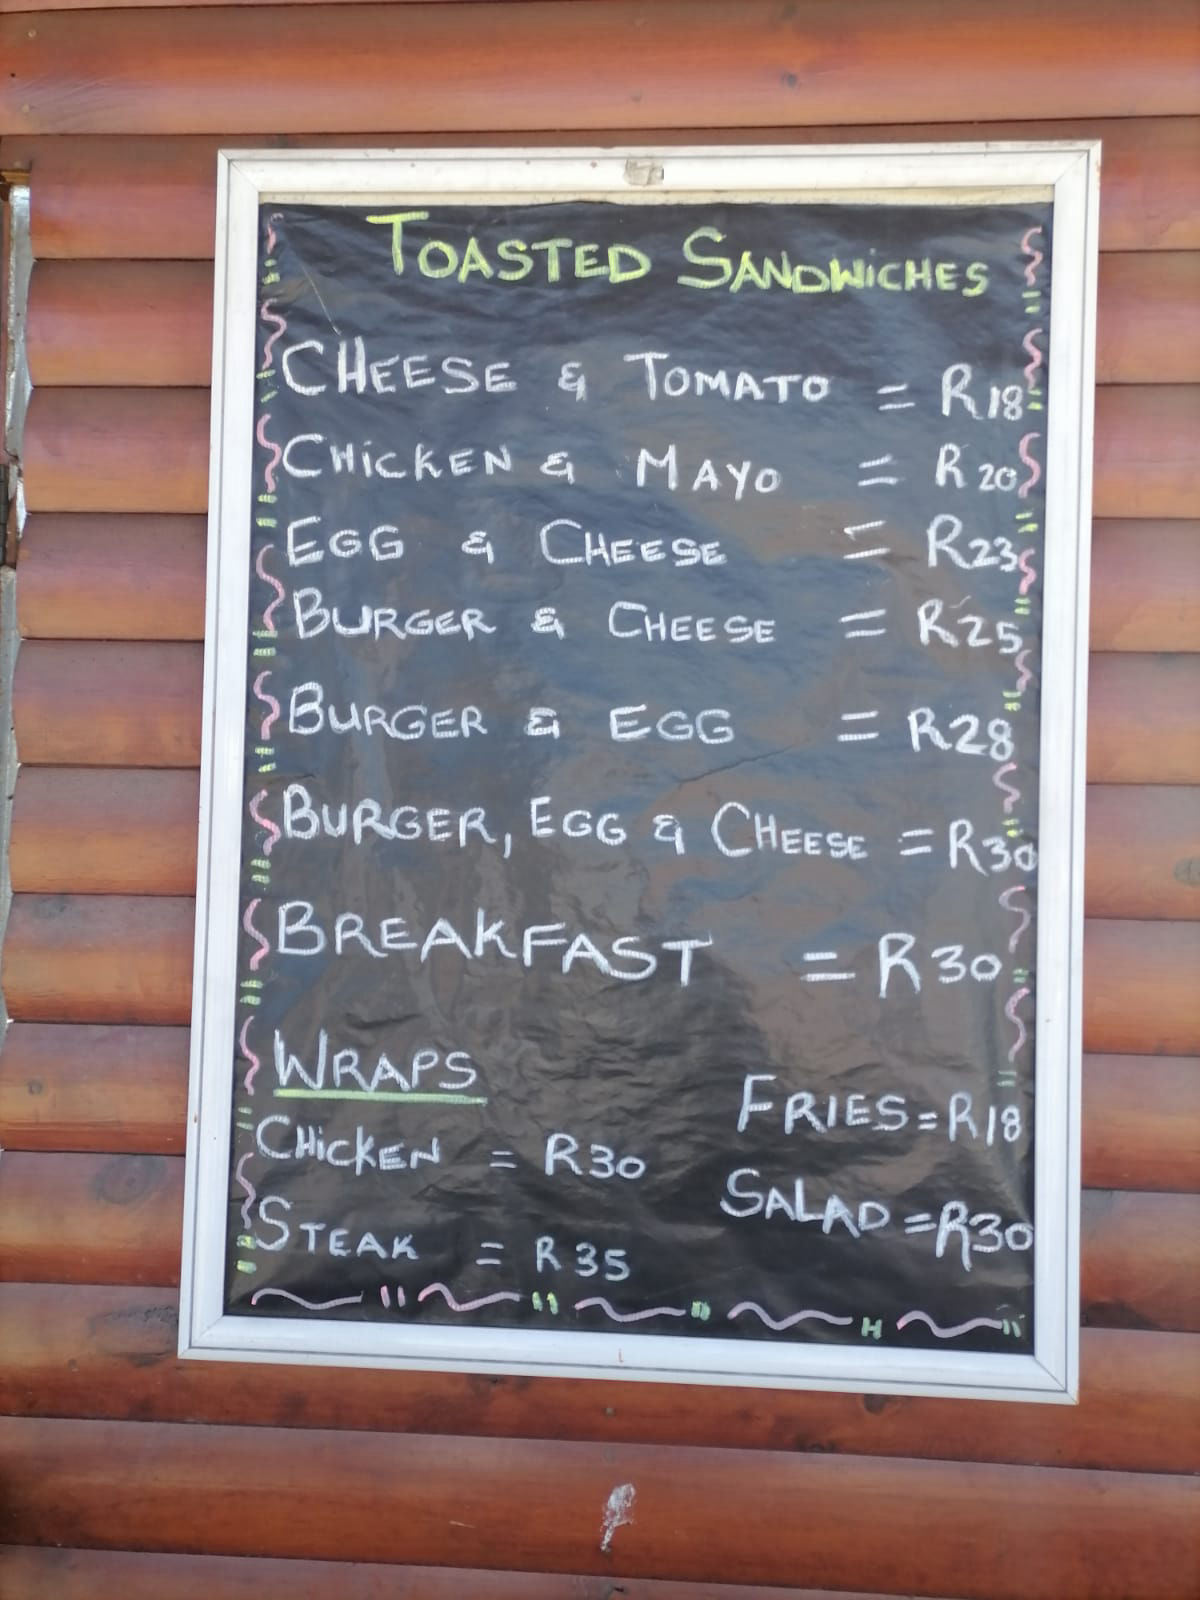 TOASTED SANDWiCHES
CHEESE & TOMATO = R18
CHiCKEN & MAYO = R20
EGG & CHEESE = R23
BURGER & CHEESE = R25
BURGER & EGG = R28
BURGER, EGG & CHEESE = R30
BREAKFAST = R30
WRAPS
CHiCKEN = R30
STEAK = R35
FRIES = R18
SALAD = R30